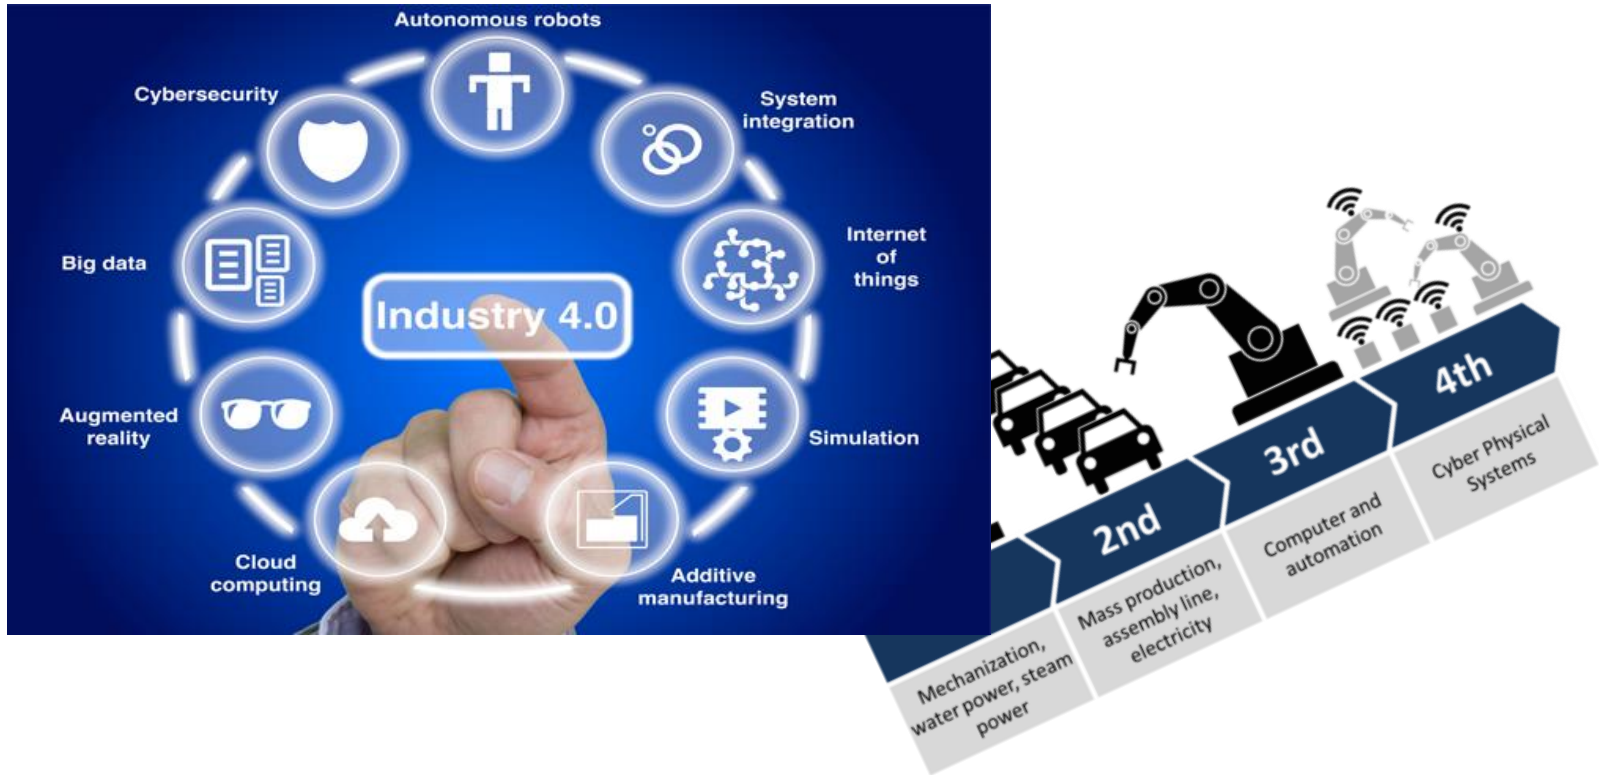 Autonomous robots
Cybersecurity
System
integration
Big data
Internet
of
things
Industry 4.0
Augmented
reality
Simulation
Cloud
computing
Additive
manufacturing
2nd
3rd
4th
Mechanization,
water power, steam
power
Mass production,
assembly line,
electricity
Computer and
automation
Cyber Physical
Systems